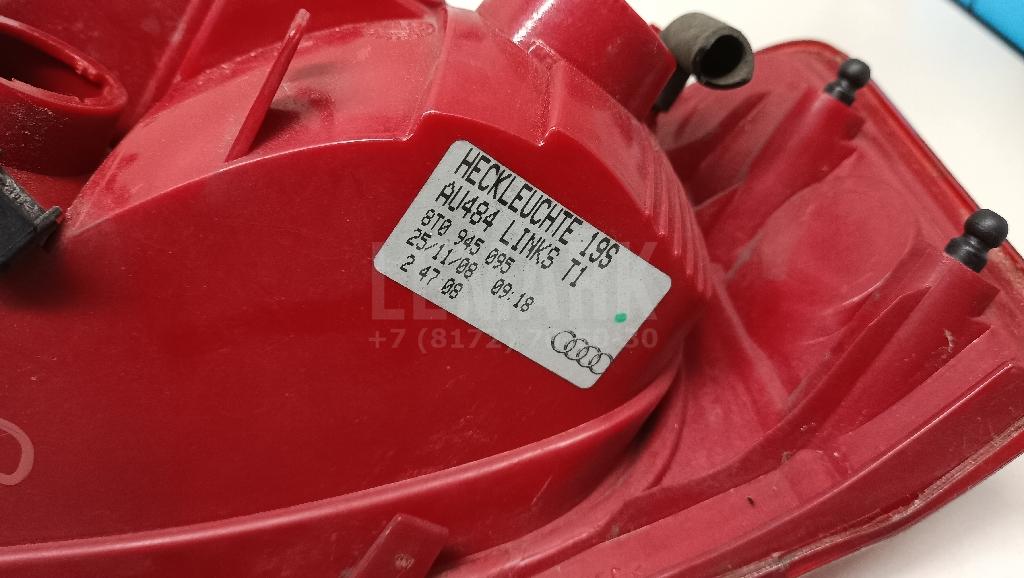 HECKLEUCHTE 19S
AU484 LINKS T1
8T0 945 095
25/11/08 09:18
2 47 08